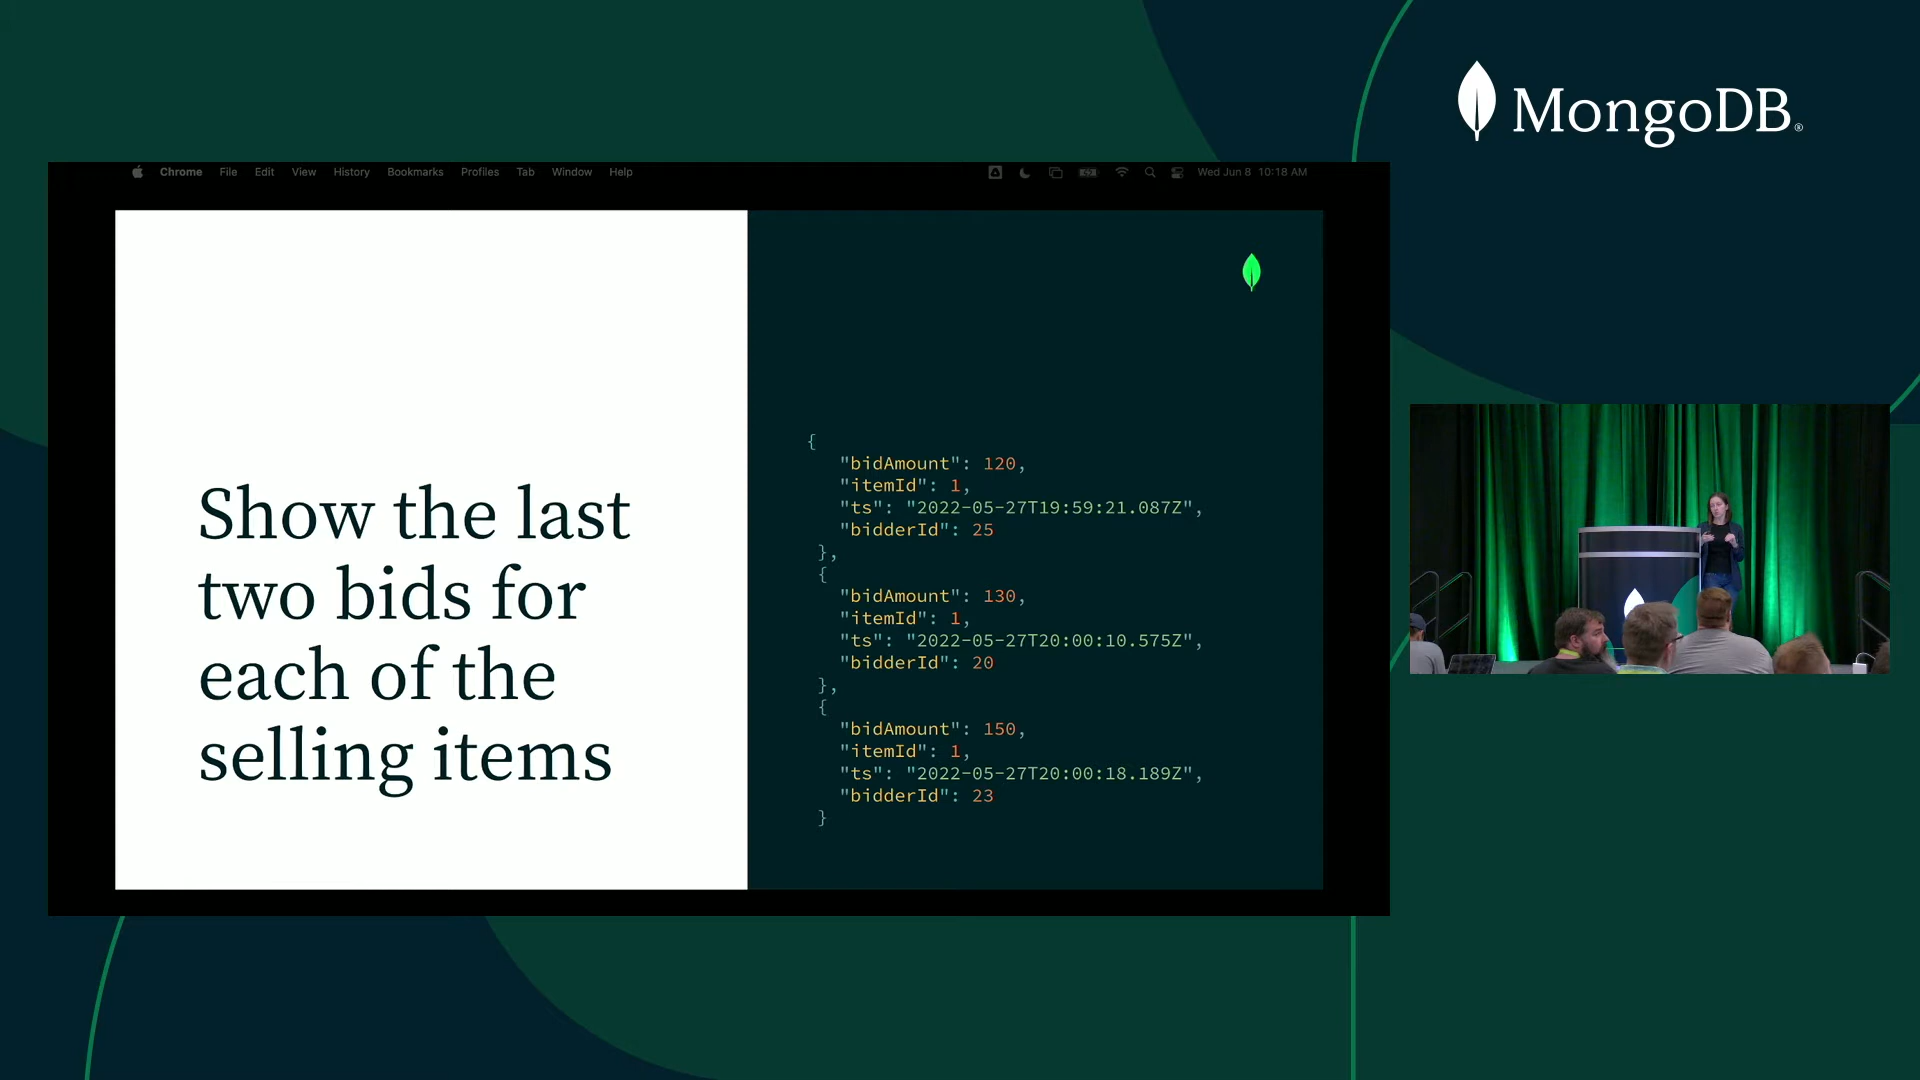 MongoDB®
Chrome File Edit View History Bookmarks Profiles Tab Window Help
Wed Jun 8 10:18 AM
Show the last
two bids for
each of the
selling items
{
"bidAmount": 120,
"itemId": 1,
"ts": "2022-05-27T19:59:21.087Z",
"bidderId": 25
},
{
"bidAmount": 130,
"itemId": 1,
"ts": "2022-05-27T20:00:10.575Z",
"bidderId": 20
},
{
"bidAmount": 150,
"itemId": 1,
"ts": "2022-05-27T20:00:18.189Z",
"bidderId": 23
}